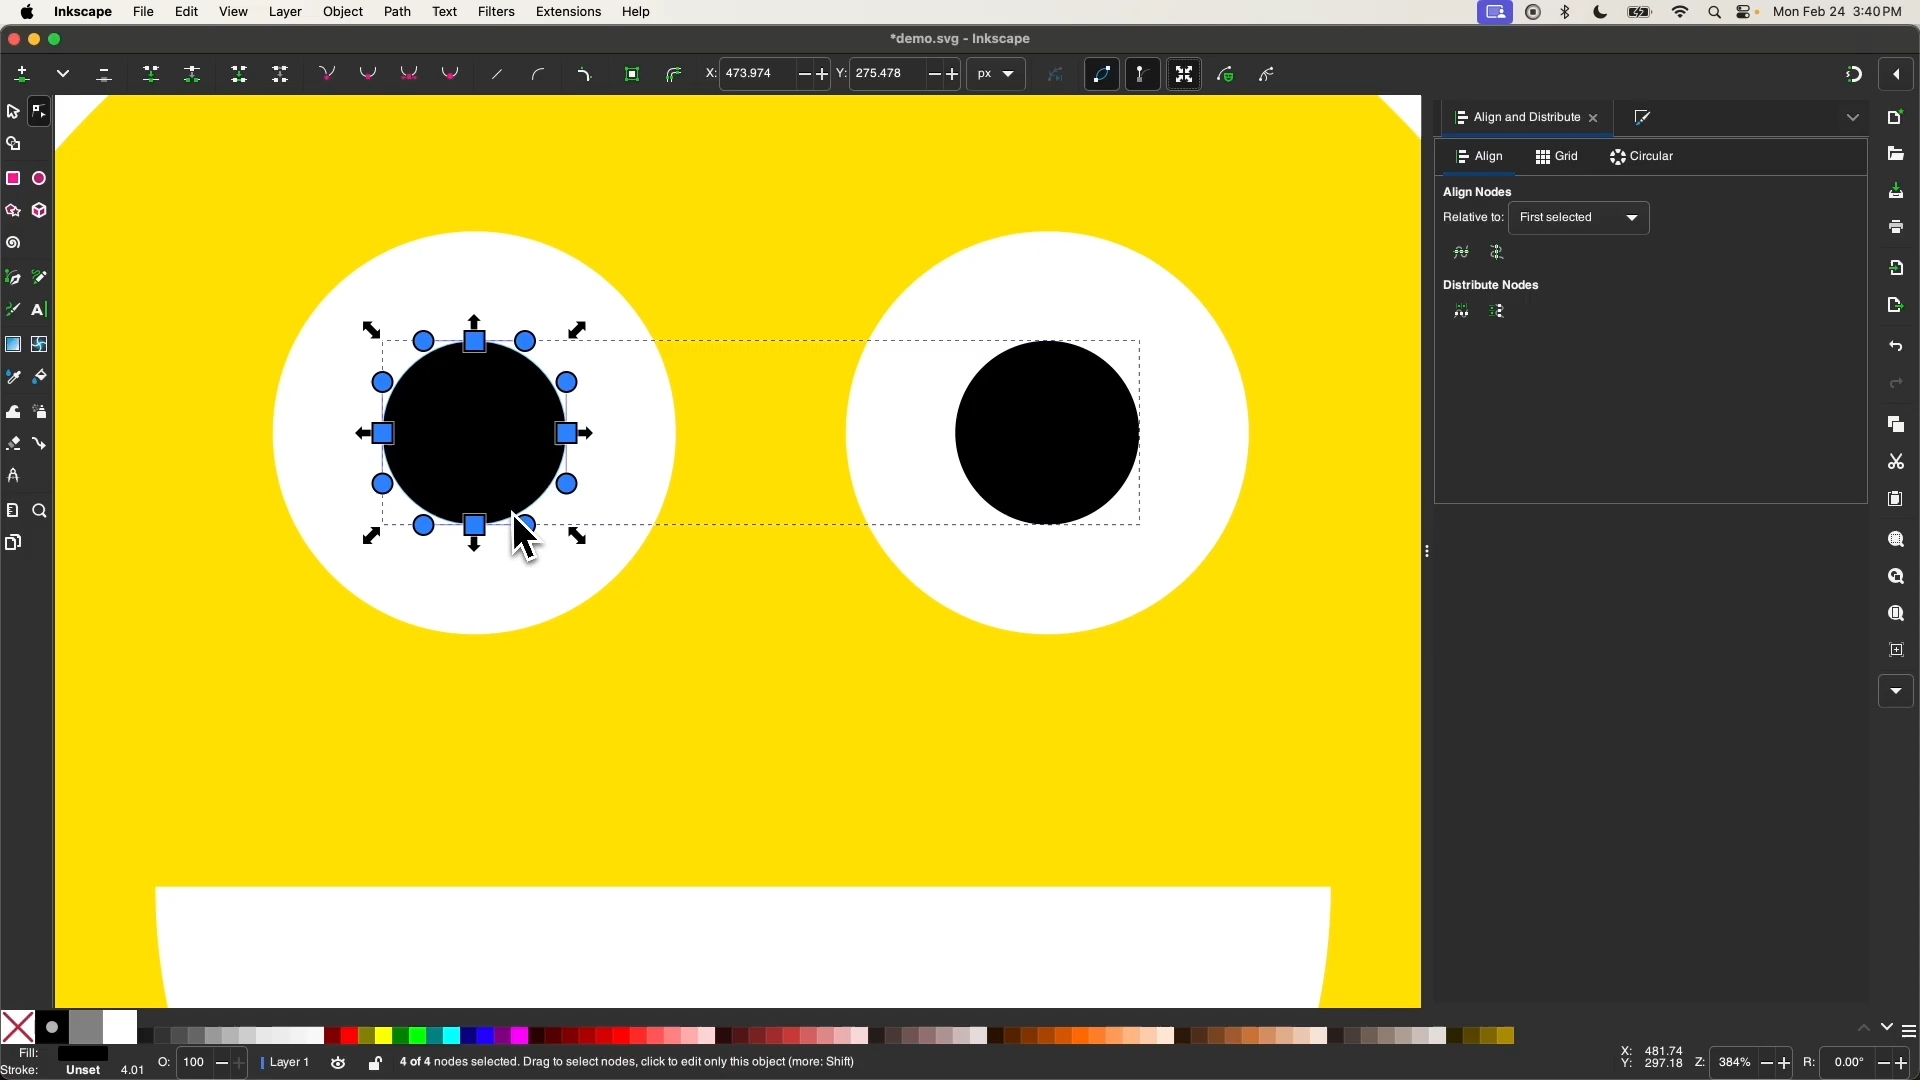 Inkscape File Edit View Layer Object Path Text Filters Extensions Help Mon Feb 24 3:40 PM
*demo.svg - Inkscape
X: 473.974 Y: 275.478 px
Align and Distribute
Align Grid Circular
Align Nodes
Relative to: First selected
Distribute Nodes
Fill:
Stroke: Unset 4.01 O: 100 Layer 1 4 of 4 nodes selected. Drag to select nodes, click to edit only this object (more: Shift) X: 481.74 Y: 297.18 Z: 384% R: 0.00°